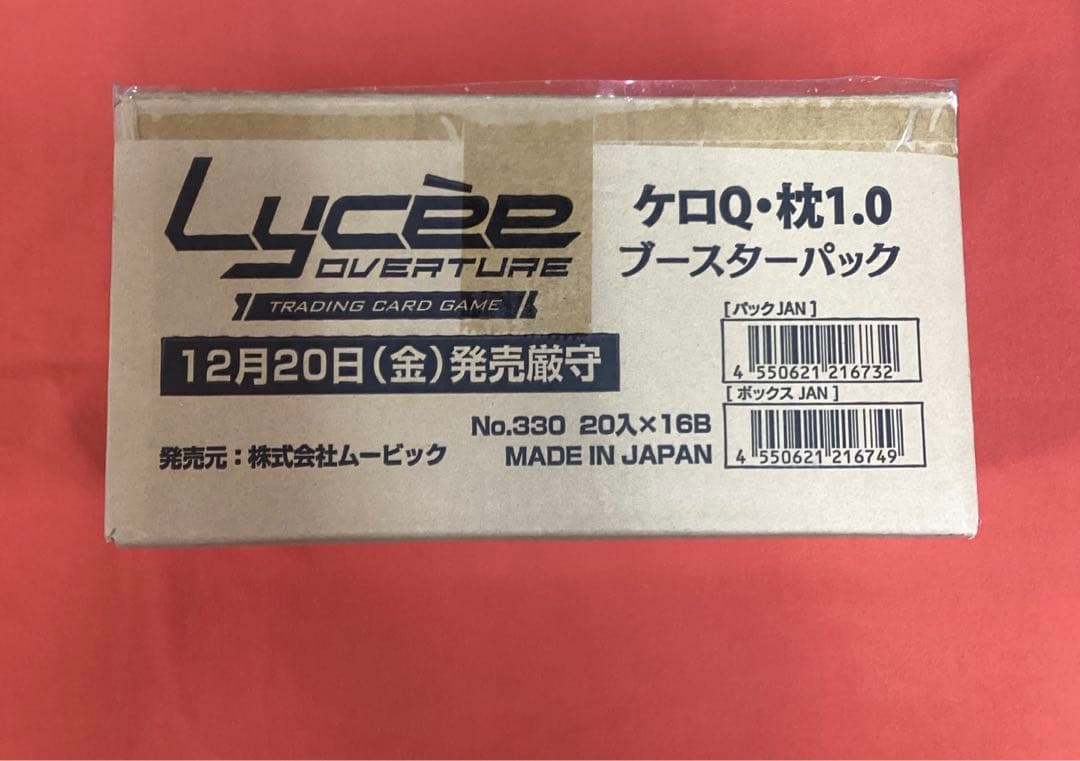 Lycèe
OVERTURE
TRADING CARD GAME
12月20日(金)発売厳守
発売元：株式会社ムービック
ケロQ・枕1.0
ブースターパック
[ パックJAN ]
4 550621 216732
[ ボックス JAN ]
4 550621 216749
No.330 20入×16B
MADE IN JAPAN